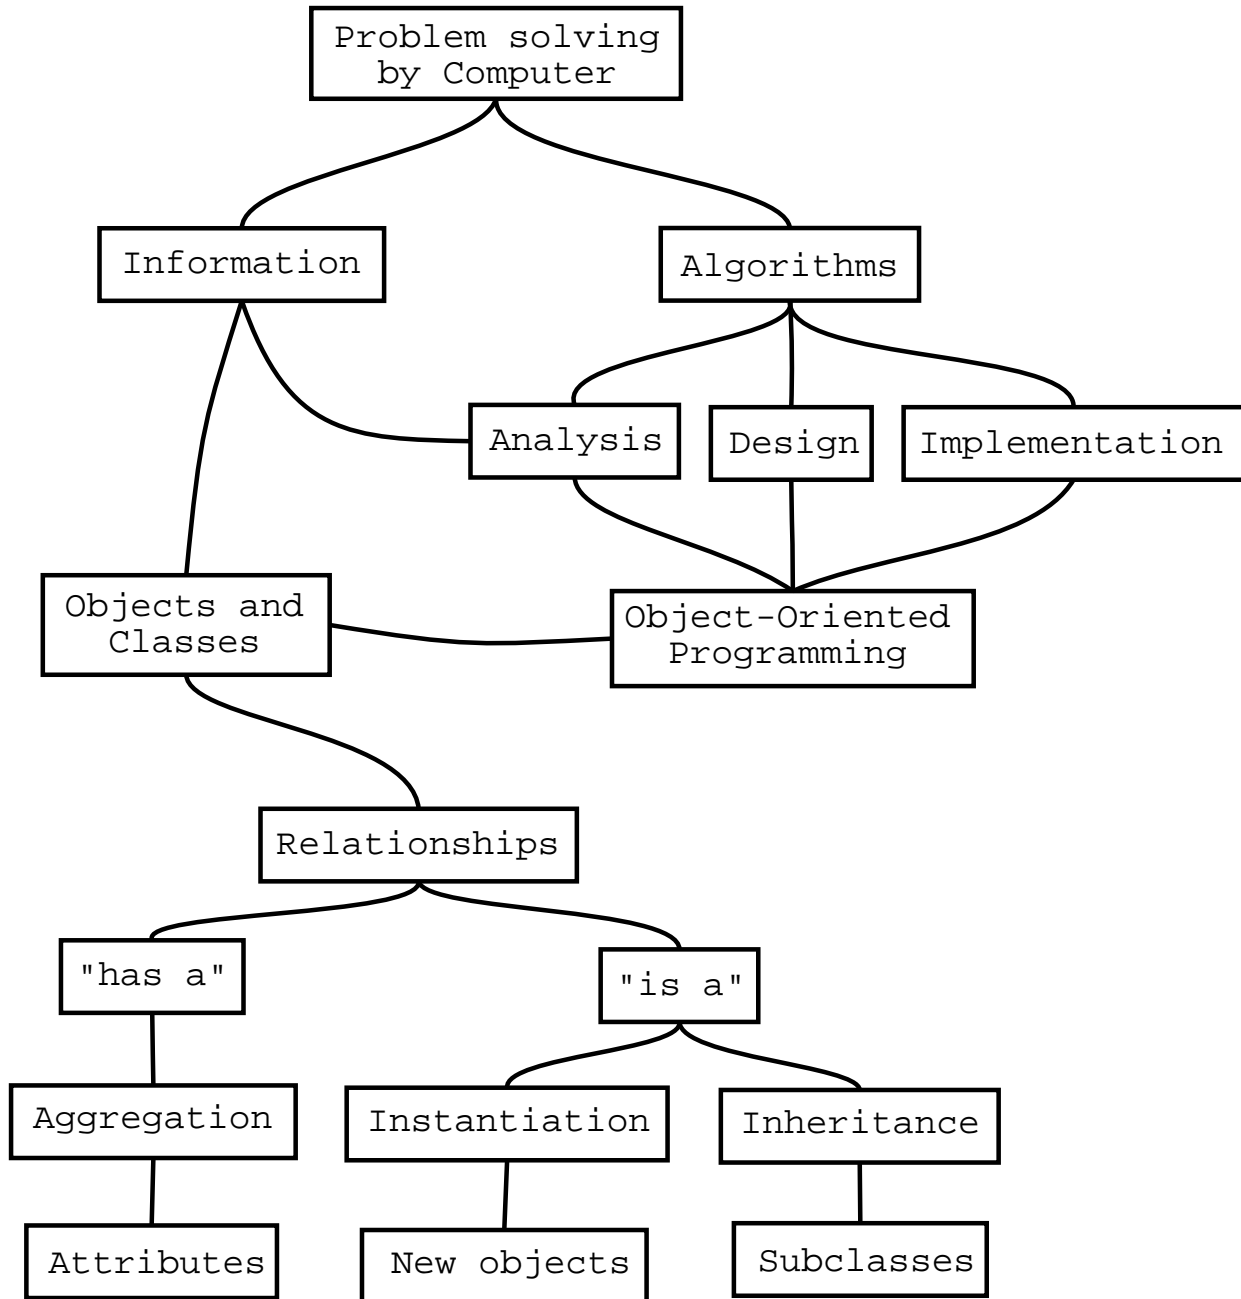 Problem solving
by Computer
Information
Algorithms
Analysis
Design
Implementation
Objects and
Classes
Object-Oriented
Programming
Relationships
"has a"
"is a"
Aggregation
Instantiation
Inheritance
Attributes
New objects
Subclasses